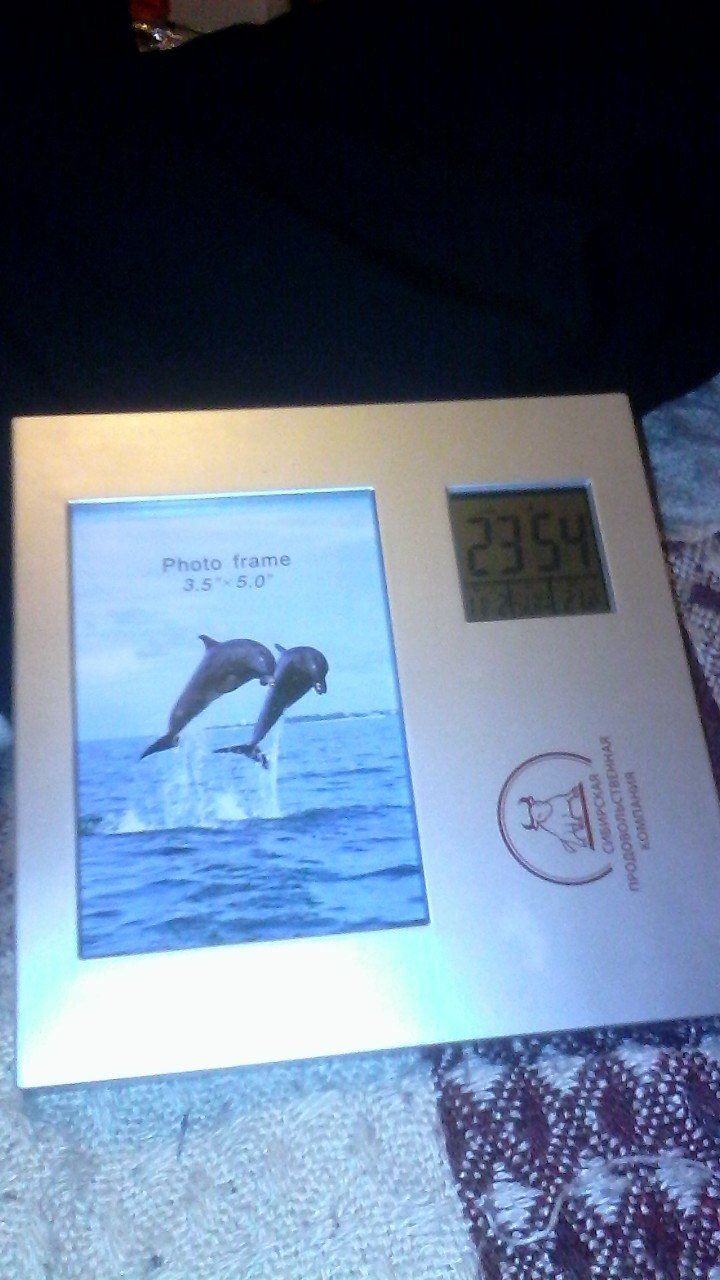 Photo frame
3.5"× 5.0"
23:54
СИБИРСКАЯ
ПРОДОВОЛЬСТВЕННАЯ
КОМПАНИЯ